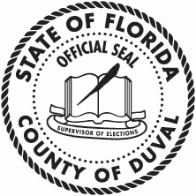 STATE OF FLORIDA
OFFICIAL SEAL
SUPERVISOR OF ELECTIONS
COUNTY OF DUVAL